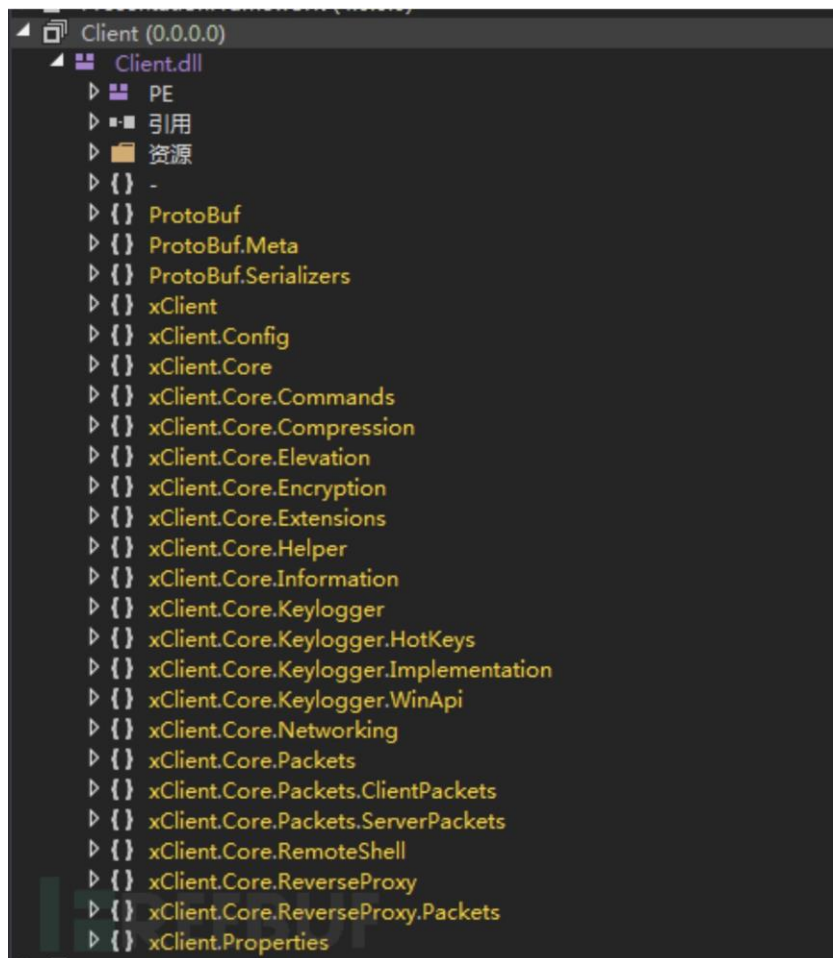 Client (0.0.0.0)
Client.dll
PE
引用
资源
{ } -
{ } ProtoBuf
{ } ProtoBuf.Meta
{ } ProtoBuf.Serializers
{ } xClient
{ } xClient.Config
{ } xClient.Core
{ } xClient.Core.Commands
{ } xClient.Core.Compression
{ } xClient.Core.Elevation
{ } xClient.Core.Encryption
{ } xClient.Core.Extensions
{ } xClient.Core.Helper
{ } xClient.Core.Information
{ } xClient.Core.Keylogger
{ } xClient.Core.Keylogger.HotKeys
{ } xClient.Core.Keylogger.Implementation
{ } xClient.Core.Keylogger.WinApi
{ } xClient.Core.Networking
{ } xClient.Core.Packets
{ } xClient.Core.Packets.ClientPackets
{ } xClient.Core.Packets.ServerPackets
{ } xClient.Core.RemoteShell
{ } xClient.Core.ReverseProxy
{ } xClient.Core.ReverseProxy.Packets
{ } xClient.Properties